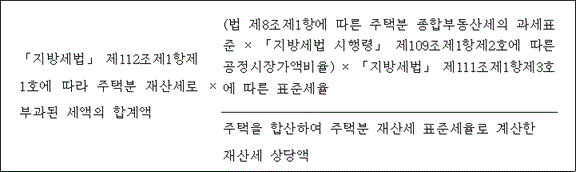 「지방세법」 제112조제1항제
1호에 따라 주택분 재산세로
부과된 세액의 합계액
×
(법 제8조제1항에 따른 주택분 종합부동산세의 과세표
준 × 「지방세법 시행령」 제109조제1항제2호에 따른
공정시장가액비율) × 「지방세법」 제111조제1항제3호
에 따른 표준세율
주택을 합산하여 주택분 재산세 표준세율로 계산한
재산세 상당액